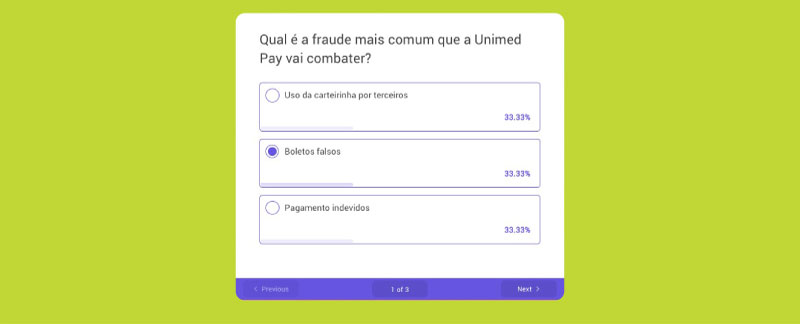 Qual é a fraude mais comum que a Unimed
Pay vai combater?
Uso da carteirinha por terceiros
33.33%
Boletos falsos
33.33%
Pagamento indevidos
33.33%
< Previous
1 of 3
Next >